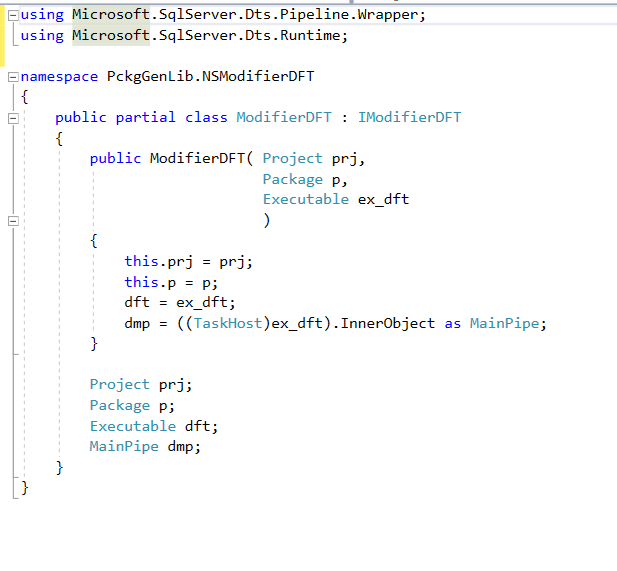 using Microsoft.SqlServer.Dts.Pipeline.Wrapper;
using Microsoft.SqlServer.Dts.Runtime;

namespace PckgGenLib.NSModifierDFT
{
    public partial class ModifierDFT : IModifierDFT
    {
        public ModifierDFT( Project prj,
                            Package p,
                            Executable ex_dft
                            )
        {
            this.prj = prj;
            this.p = p;
            dft = ex_dft;
            dmp = ((TaskHost)ex_dft).InnerObject as MainPipe;
        }

        Project prj;
        Package p;
        Executable dft;
        MainPipe dmp;
    }
}